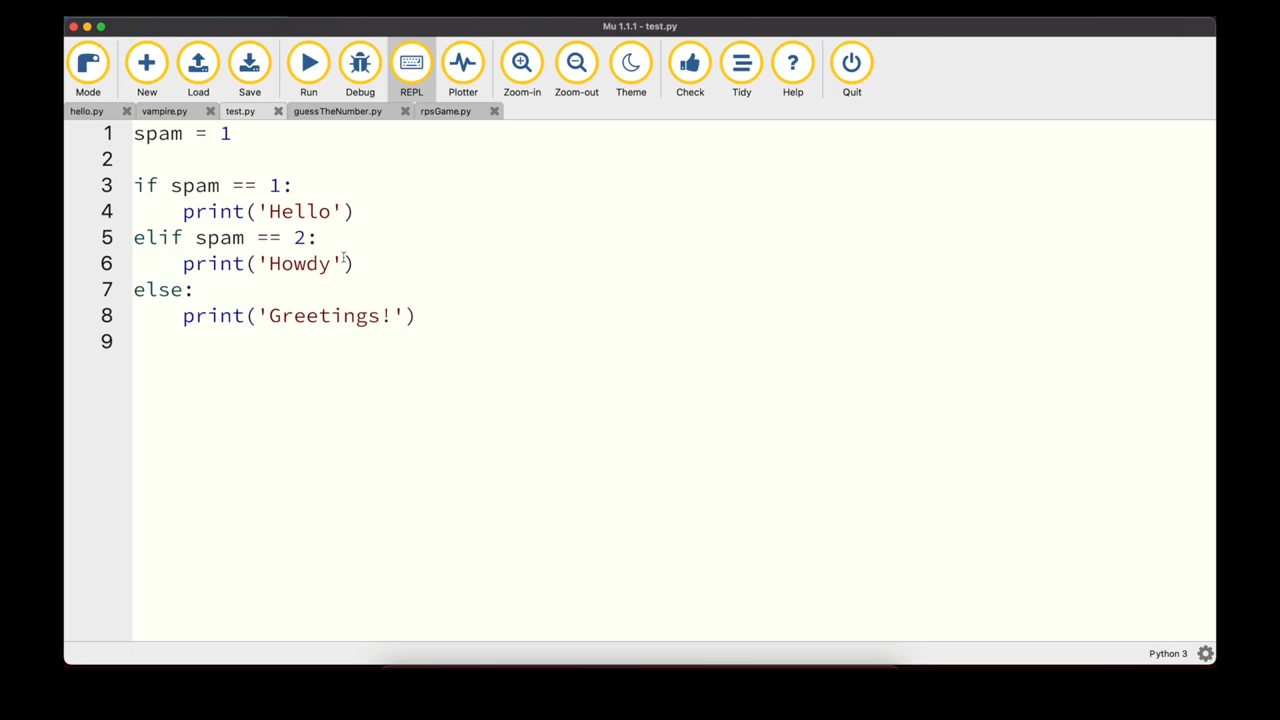 Mu 1.1.1 - test.py
Mode New Load Save Run Debug REPL Plotter Zoom-in Zoom-out Theme Check Tidy Help Quit
hello.py vampire.py test.py guessTheNumber.py rpsGame.py
1 spam = 1
2
3 if spam == 1:
4     print('Hello')
5 elif spam == 2:
6     print('Howdy')
7 else:
8     print('Greetings!')
9
Python 3